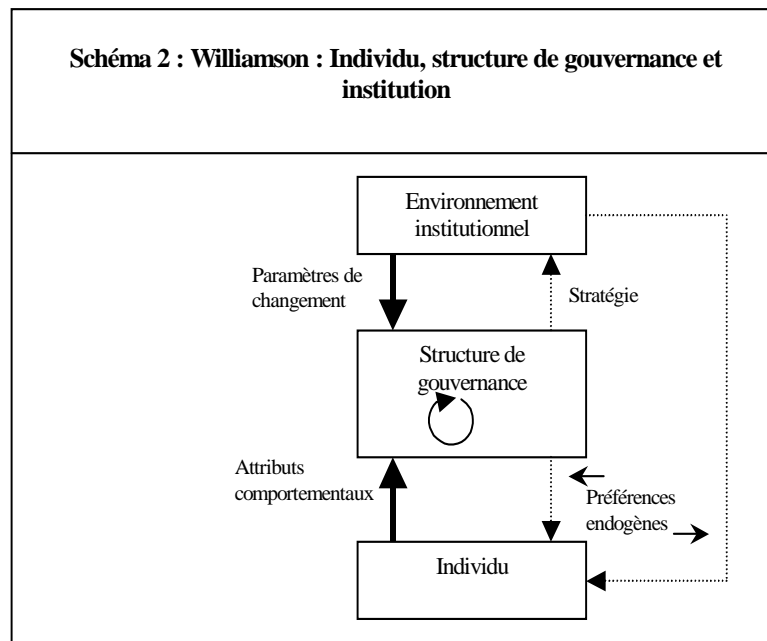 Schéma 2 : Williamson : Individu, structure de gouvernance et
institution
Environnement
institutionnel
Paramètres de
changement
Stratégie
Structure de
gouvernance
Attributs
comportementaux
Préférences
endogènes
Individu